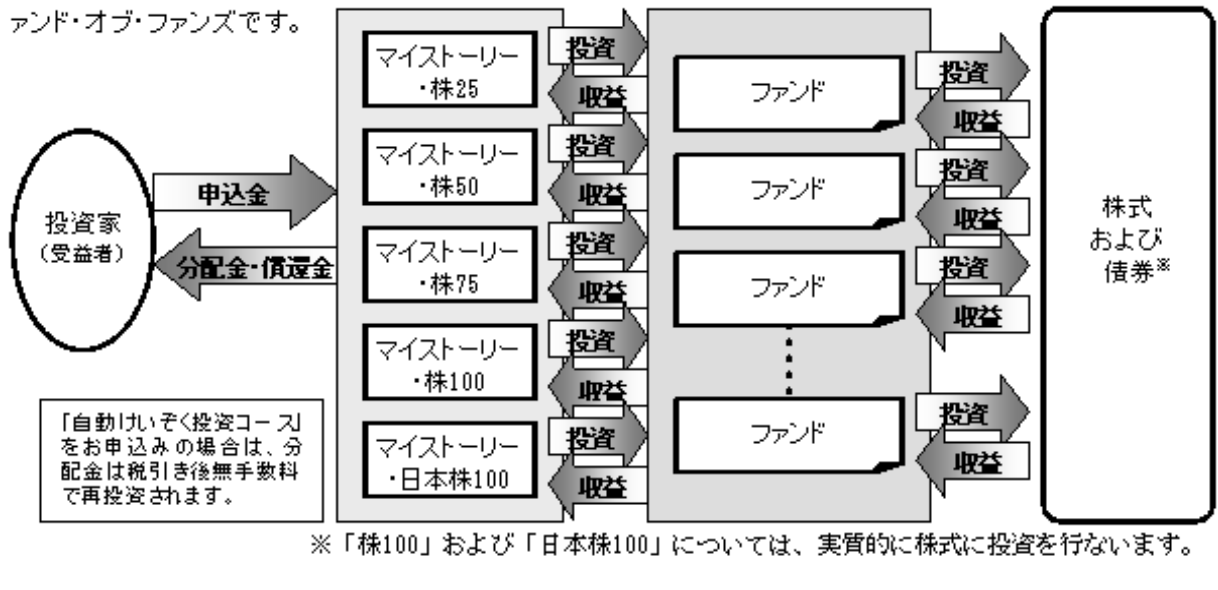 ァンド・オブ・ファンズです。
投資家
（受益者）
申込金
分配金・償還金
「自動けいぞく投資コース」
をお申込みの場合は、分
配金は税引き後無手数料
で再投資されます。
マイストーリー
・株25
マイストーリー
・株50
マイストーリー
・株75
マイストーリー
・株100
マイストーリー
・日本株100
投資
収益
投資
収益
投資
収益
投資
収益
投資
収益
ファンド
ファンド
ファンド
ファンド
投資
収益
投資
収益
投資
収益
投資
収益
株式
および
債券※
※「株100」および「日本株100」については、実質的に株式に投資を行ないます。